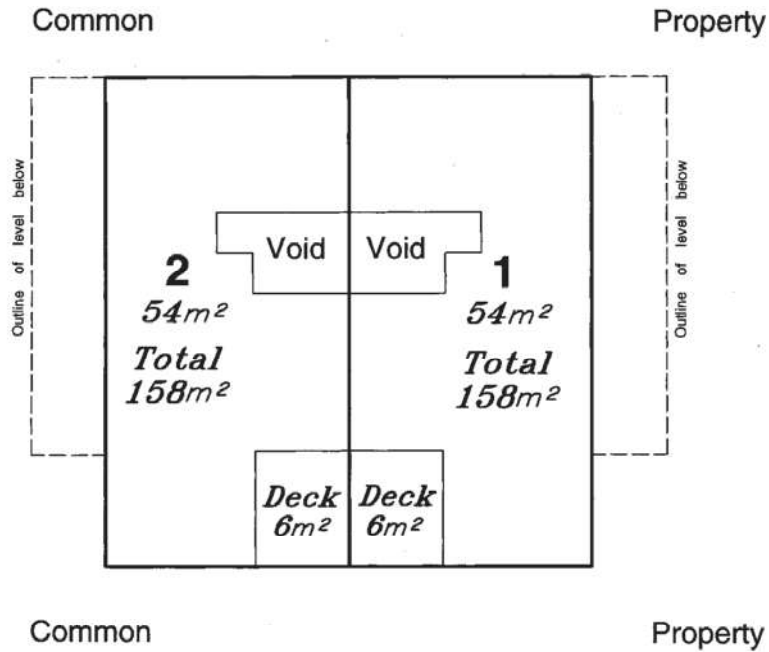 Common Property
Outline of level below
Outline of level below
Void Void
2
54m²
Total
158m²
1
54m²
Total
158m²
Deck
6m²
Deck
6m²
Common Property